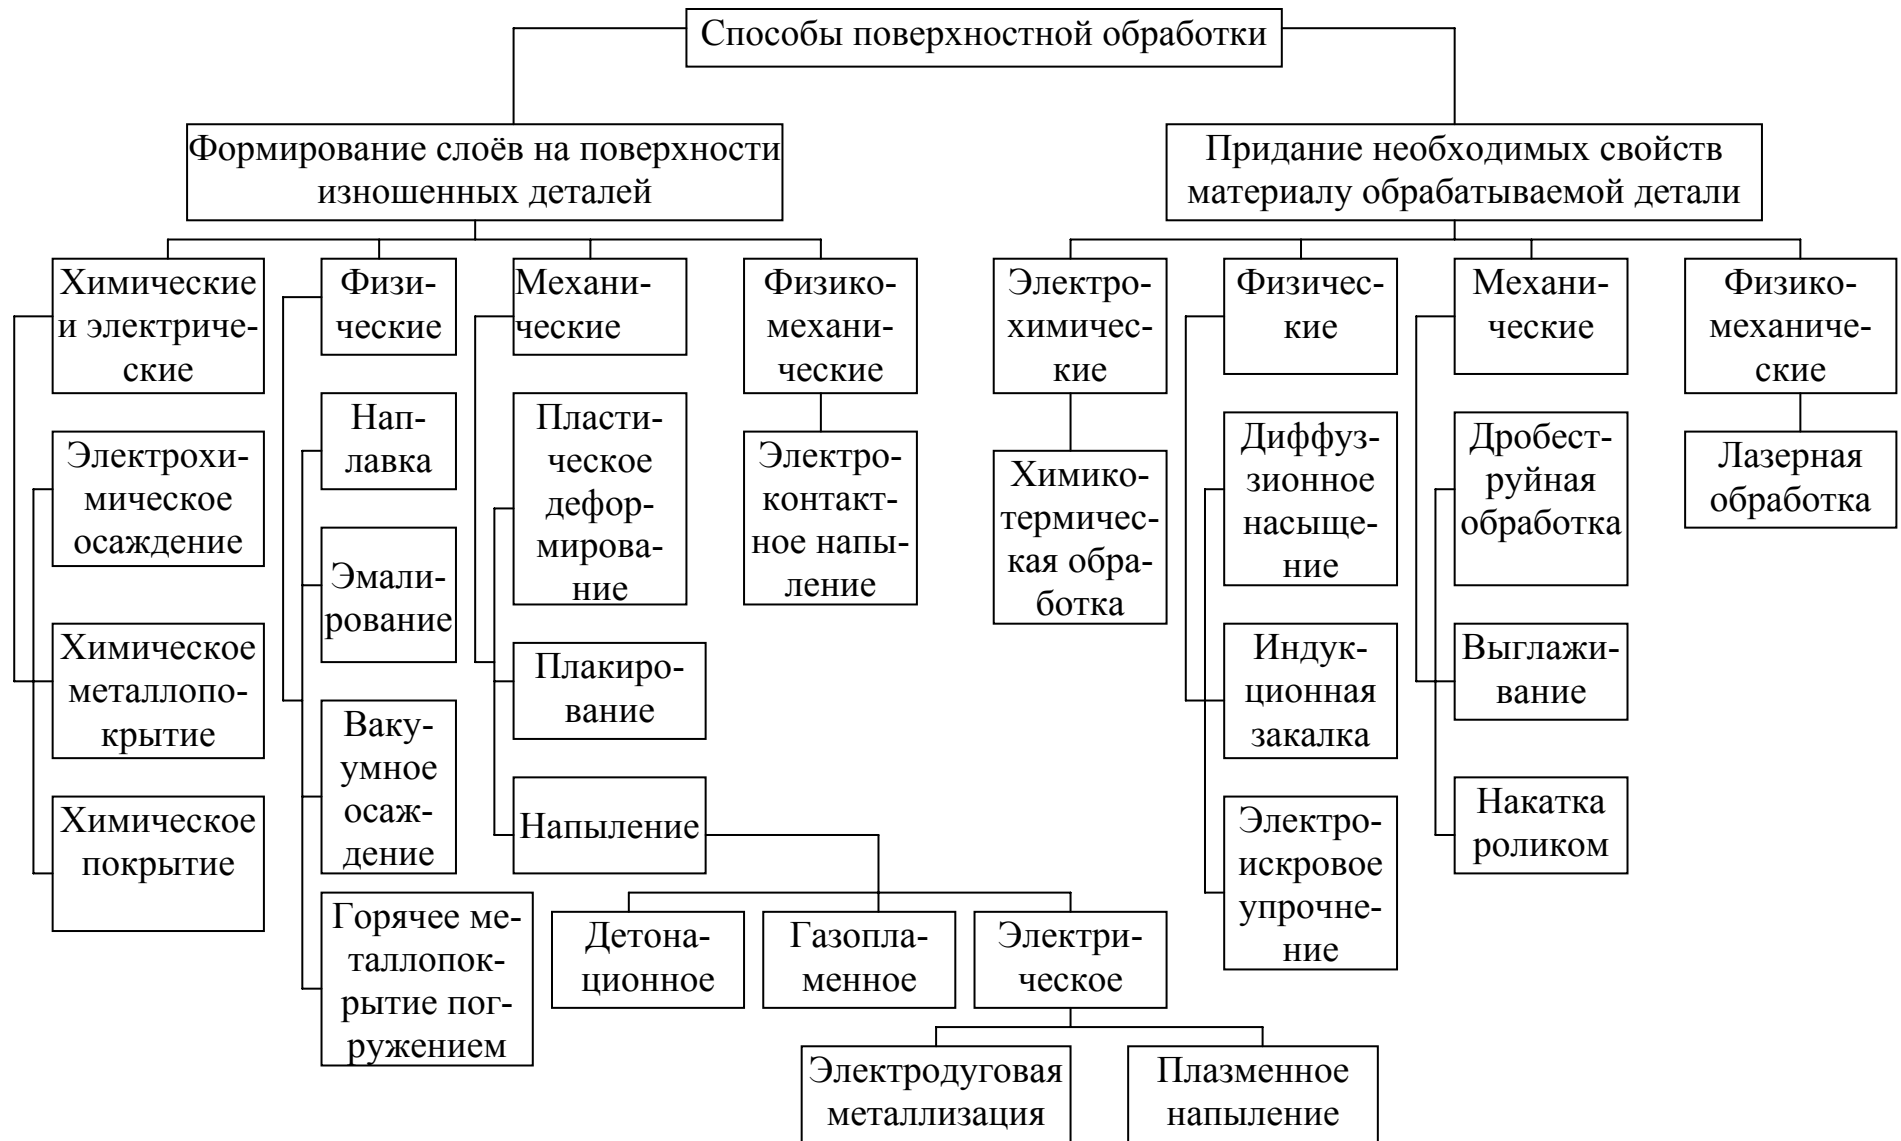 Способы поверхностной обработки
Формирование слоёв на поверхности
изношенных деталей
Придание необходимых свойств
материалу обрабатываемой детали
Химические
и электриче-
ские
Физи-
ческие
Механи-
ческие
Физико-
механи-
ческие
Электро-
химичес-
кие
Физичес-
кие
Механи-
ческие
Физико-
механиче-
ские
Электрохи-
мическое
осаждение
Химическое
металлопо-
крытие
Химическое
покрытие
Нап-
лавка
Эмали-
рование
Ваку-
умное
осаж-
дение
Горячее ме-
таллопок-
рытие пог-
ружением
Пласти-
ческое
дефор-
мирова-
ние
Плакиро-
вание
Напыление
Электро-
контакт-
ное напы-
ление
Детона-
ционное
Газопла-
менное
Электри-
ческое
Электродуговая
металлизация
Плазменное
напыление
Химико-
термичес-
кая обра-
ботка
Диффуз-
зионное
насыще-
ние
Индук-
ционная
закалка
Электро-
искровое
упрочне-
ние
Дробест-
руйная
обработка
Выглажи-
вание
Накатка
роликом
Лазерная
обработка